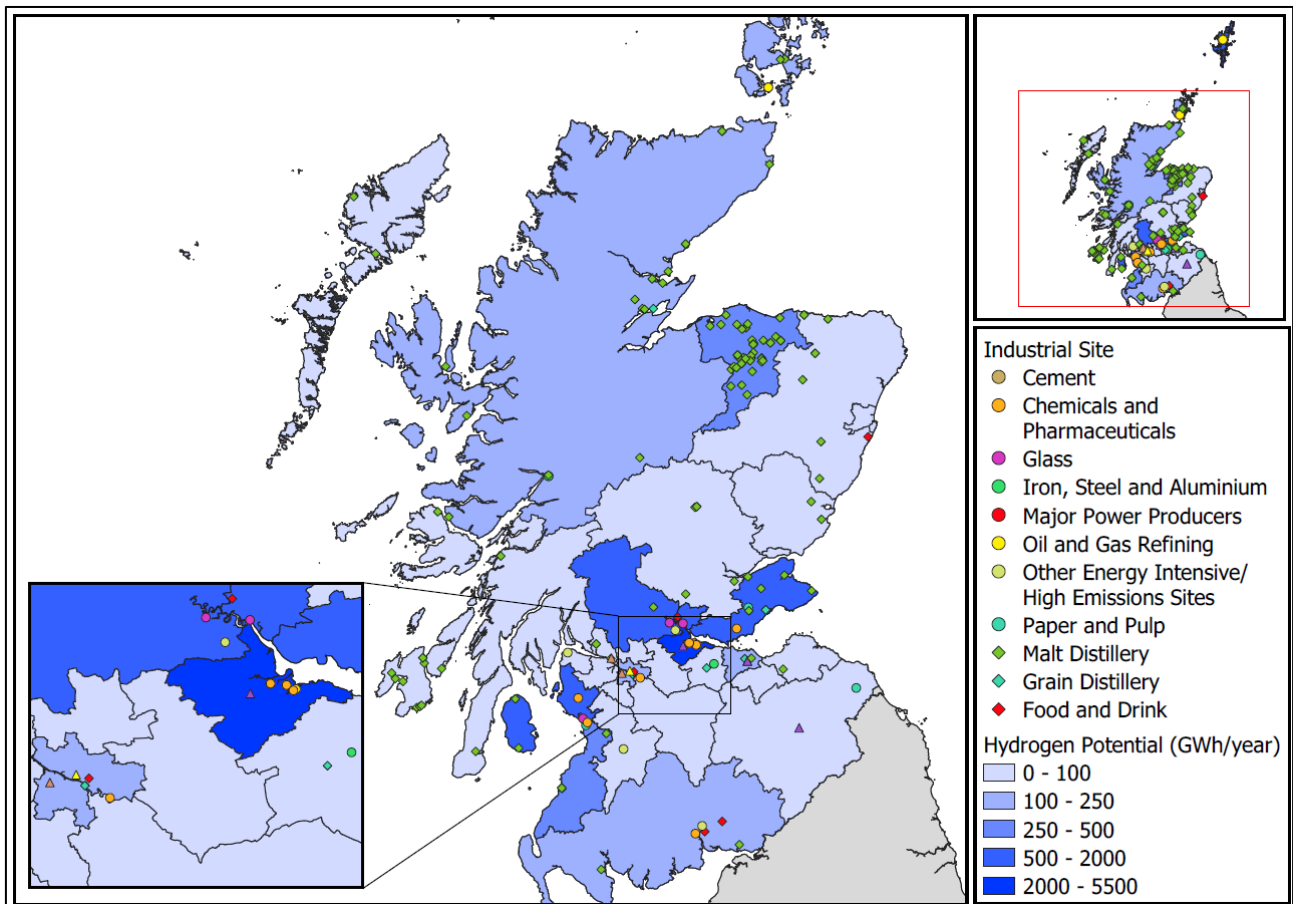 Industrial Site
Cement
Chemicals and
Pharmaceuticals
Glass
Iron, Steel and Aluminium
Major Power Producers
Oil and Gas Refining
Other Energy Intensive/
High Emissions Sites
Paper and Pulp
Malt Distillery
Grain Distillery
Food and Drink
Hydrogen Potential (GWh/year)
0 - 100
100 - 250
250 - 500
500 - 2000
2000 - 5500